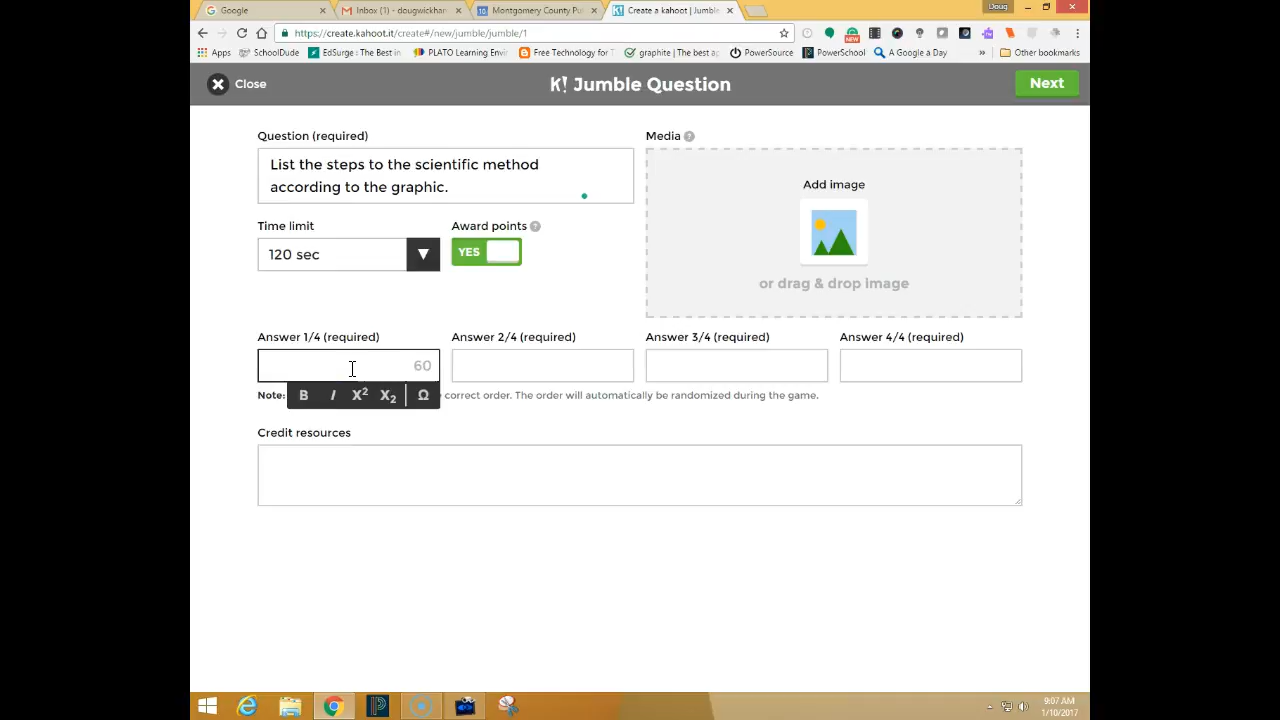 Google
Inbox (1) - dougwickhar
Montgomery County Pu
Create a kahoot | Jumble
Doug
https://create.kahoot.it/create#/new/jumble/jumble/1
NEW
Apps SchoolDude EdSurge : The Best in PLATO Learning Envir Free Technology for T graphite | The best ap PowerSource PowerSchool A Google a Day » Other bookmarks
Close
K! Jumble Question
Next
Question (required)
Media ?
List the steps to the scientific method
according to the graphic.
Add image
or drag & drop image
Time limit
Award points ?
120 sec
YES
Answer 1/4 (required) Answer 2/4 (required) Answer 3/4 (required) Answer 4/4 (required)
60
B I X² X₂ Ω
Note: correct order. The order will automatically be randomized during the game.
Credit resources
9:07 AM
1/10/2017